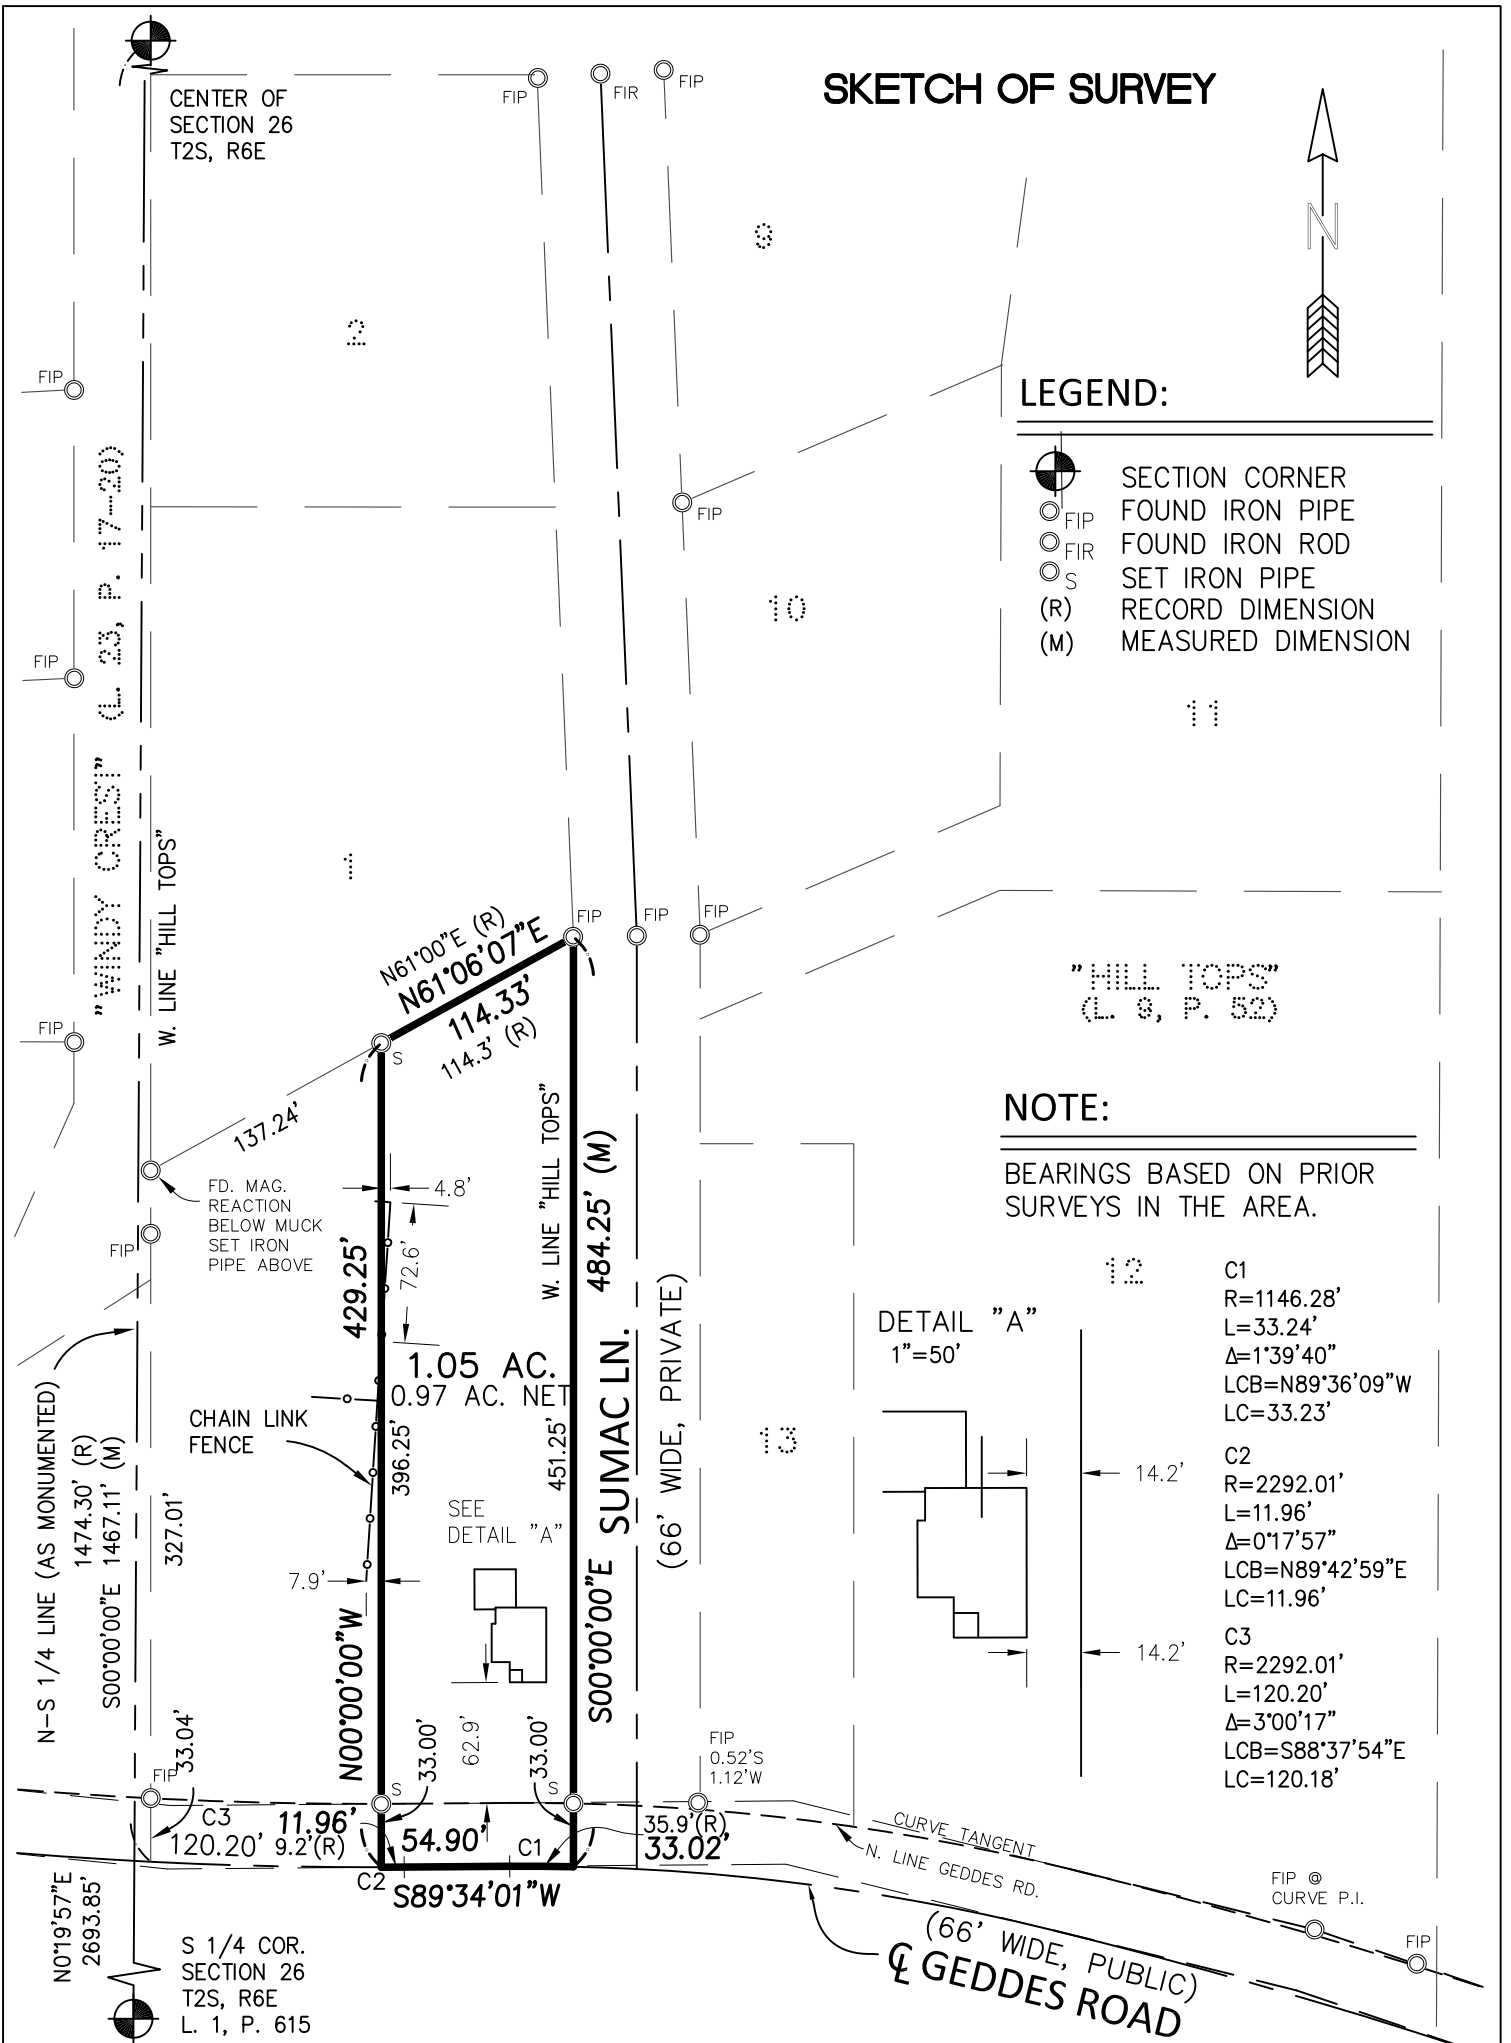 SKETCH OF SURVEY
CENTER OF
SECTION 26
T2S, R6E
FIP
FIR
FIP
N
9
2
FIP
LEGEND:
SECTION CORNER
FIP FOUND IRON PIPE
FIR FOUND IRON ROD
S SET IRON PIPE
(R) RECORD DIMENSION
(M) MEASURED DIMENSION
FIP
10
11
FIP
"WINDY CREST" (L. 23, P. 17-20)
W. LINE "HILL TOPS"
1
FIP
FIP
FIP
N61°00"E (R)
N61°06'07"E
114.33'
114.3' (R)
FIP
S
"HILL TOPS"
(L. 9, P. 52)
137.24'
NOTE:
BEARINGS BASED ON PRIOR
SURVEYS IN THE AREA.
FD. MAG.
REACTION
BELOW MUCK
SET IRON
PIPE ABOVE
FIP
4.8'
72.6'
429.25'
W. LINE "HILL TOPS"
484.25' (M)
1.05 AC.
0.97 AC. NET
396.25'
451.25'
SUMAC LN.
(66' WIDE, PRIVATE)
S00°00'00"E
12
13
DETAIL "A"
1"=50'
14.2'
14.2'
C1
R=1146.28'
L=33.24'
Δ=1°39'40"
LCB=N89°36'09"W
LC=33.23'
C2
R=2292.01'
L=11.96'
Δ=0°17'57"
LCB=N89°42'59"E
LC=11.96'
C3
R=2292.01'
L=120.20'
Δ=3°00'17"
LCB=S88°37'54"E
LC=120.18'
CHAIN LINK
FENCE
SEE
DETAIL "A"
7.9'
N-S 1/4 LINE (AS MONUMENTED)
1474.30' (R)
S00°00'00"E 1467.11' (M)
327.01'
N00°00'00"W
33.04'
33.00'
62.9'
33.00'
FIP
0.52'S
1.12'W
FIP
S
S
C3
120.20'
11.96'
9.2'(R)
54.90'
C1
35.9'(R)
33.02'
C2
S89°34'01"W
CURVE TANGENT
N. LINE GEDDES RD.
FIP @
CURVE P.I.
FIP
(66' WIDE, PUBLIC)
℄ GEDDES ROAD
N0°19'57"E
2693.85'
S 1/4 COR.
SECTION 26
T2S, R6E
L. 1, P. 615